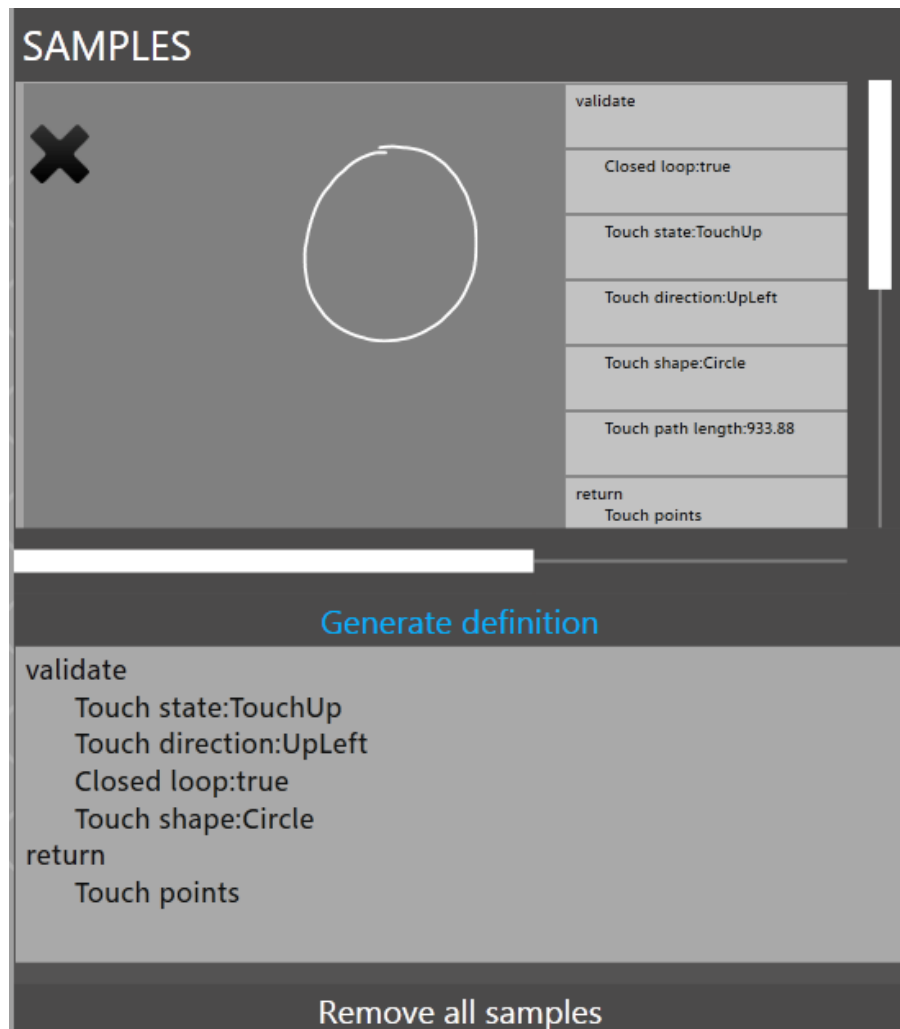 SAMPLES
validate
Closed loop:true
Touch state:TouchUp
Touch direction:UpLeft
Touch shape:Circle
Touch path length:933.88
return
Touch points
Generate definition
validate
Touch state:TouchUp
Touch direction:UpLeft
Closed loop:true
Touch shape:Circle
return
Touch points
Remove all samples